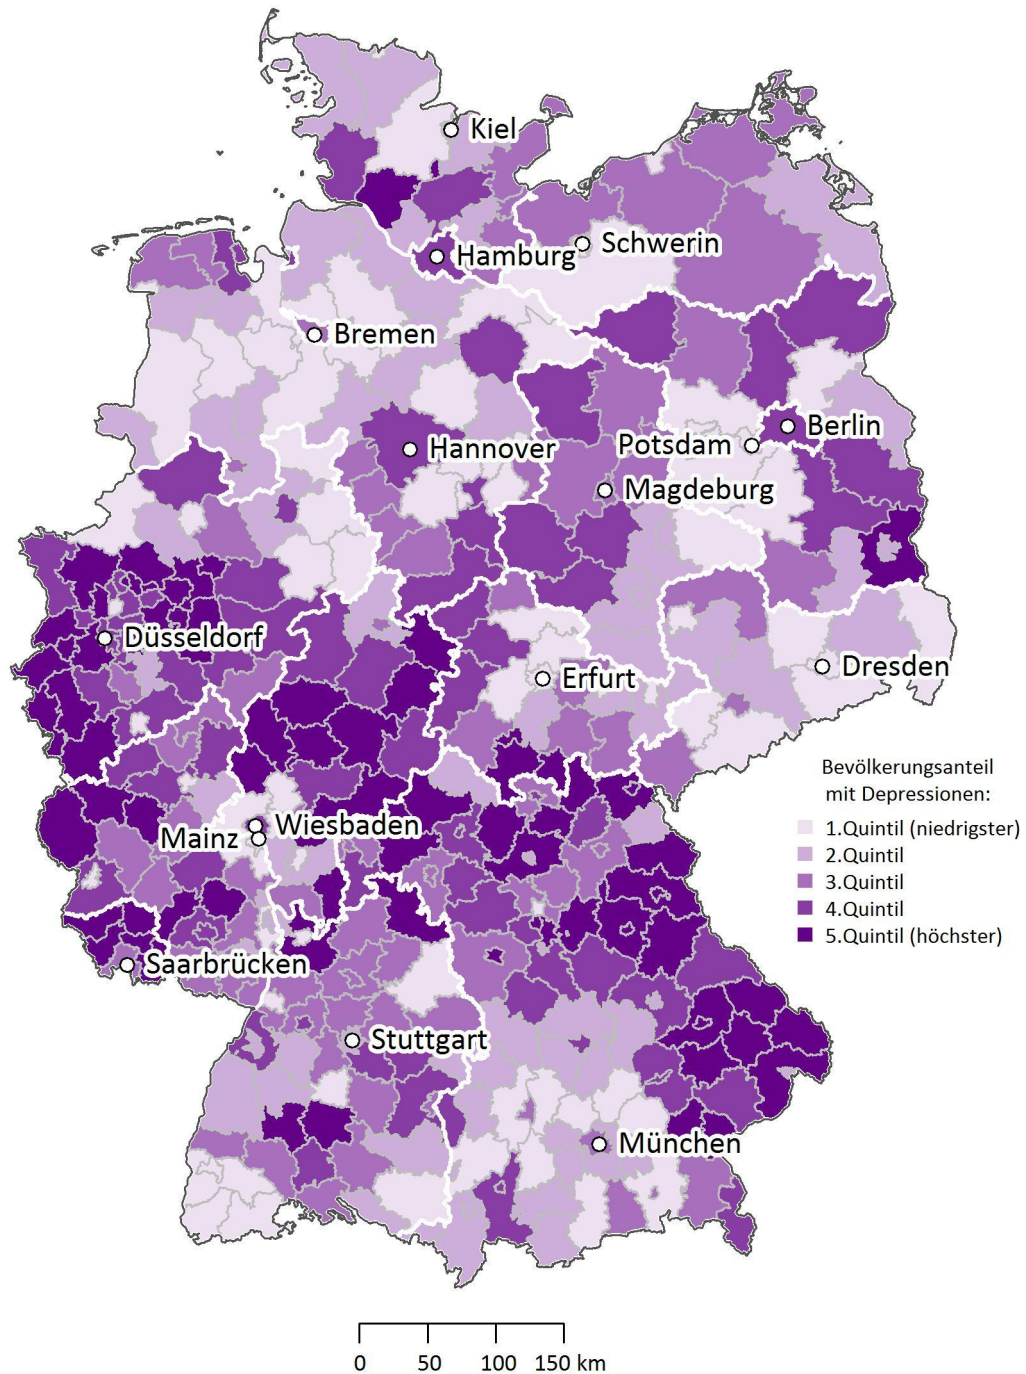 Kiel
Schwerin
Hamburg
Bremen
Berlin
Hannover
Potsdam
Magdeburg
Düsseldorf
Erfurt
Dresden
Bevölkerungsanteil
mit Depressionen:
1.Quintil (niedrigster)
2.Quintil
3.Quintil
4.Quintil
5.Quintil (höchster)
Wiesbaden
Mainz
Saarbrücken
Stuttgart
München
0 50 100 150 km